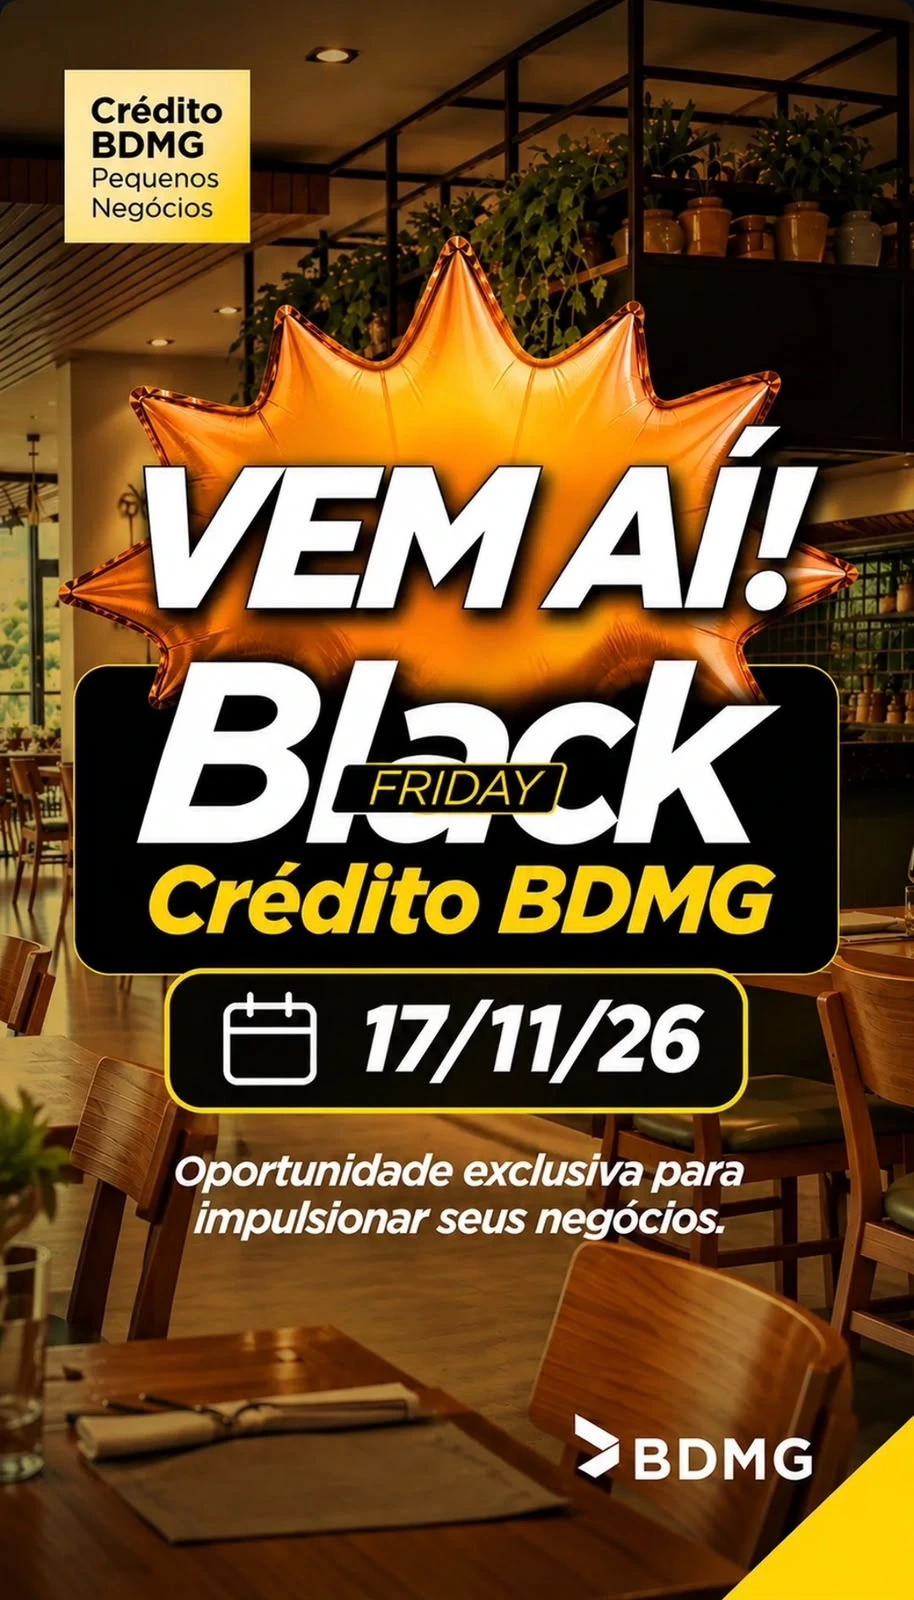 Crédito
BDMG
Pequenos
Negócios
VEM AÍ!
Black
FRIDAY
Crédito BDMG
17/11/26
Oportunidade exclusiva para
impulsionar seus negócios.
BDMG